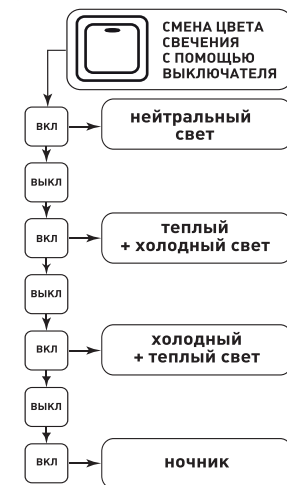 СМЕНА ЦВЕТА
СВЕЧЕНИЯ
С ПОМОЩЬЮ
ВЫКЛЮЧАТЕЛЯ
ВКЛ
нейтральный
свет
ВЫКЛ
ВКЛ
теплый
+ холодный свет
ВЫКЛ
ВКЛ
холодный
+ теплый свет
ВЫКЛ
ВКЛ
ночник